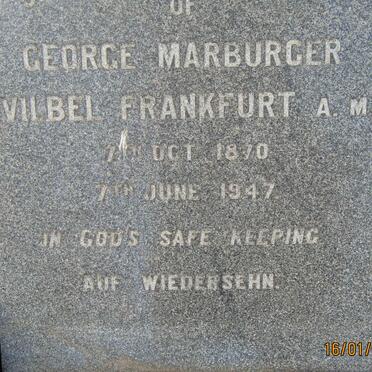 OF
GEORGE MARBURGER
VILBEL FRANKFURT A. M
7TH OCT 1870
7TH JUNE 1947
IN GOD'S SAFE KEEPING
AUF WIEDERSEHN.
16/01/